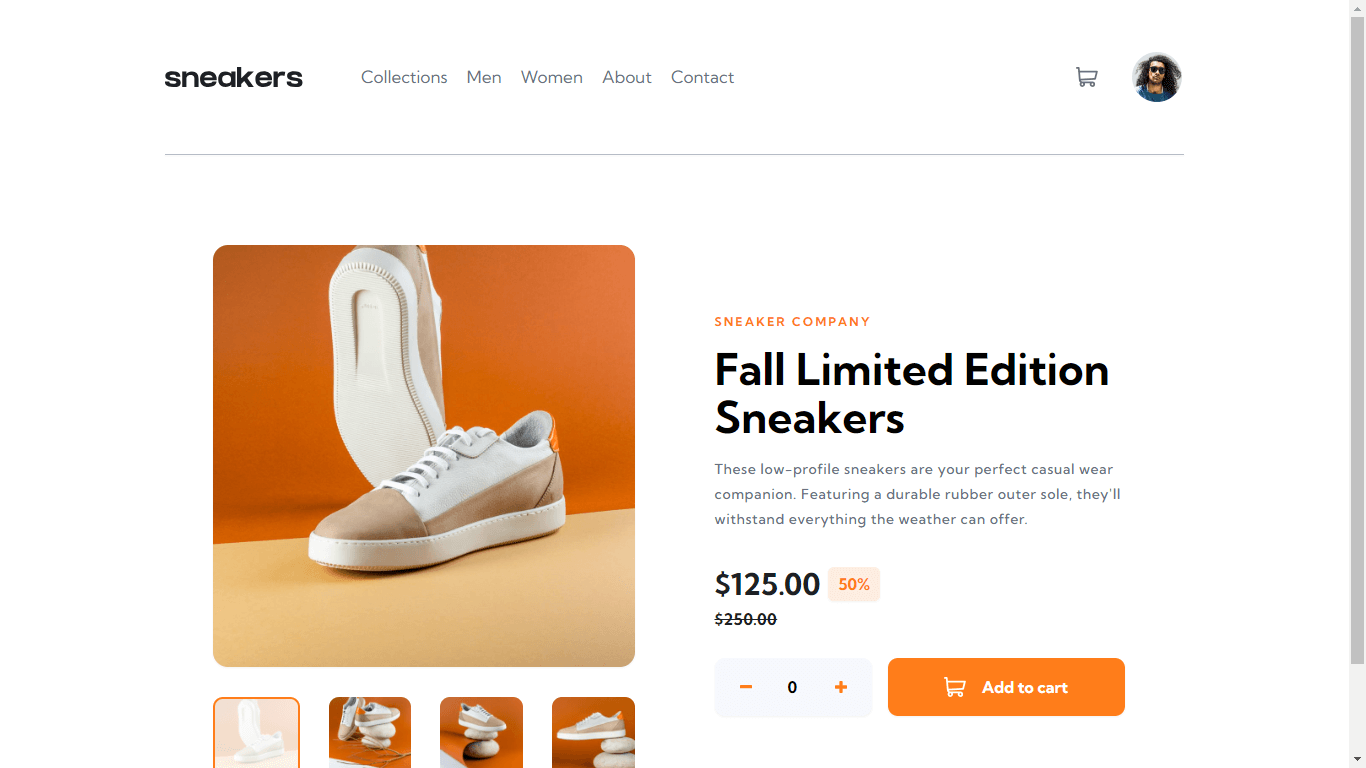 sneakers
Collections Men Women About Contact
SNEAKER COMPANY
Fall Limited Edition
Sneakers
These low-profile sneakers are your perfect casual wear
companion. Featuring a durable rubber outer sole, they'll
withstand everything the weather can offer.
$125.00 50%
$250.00
0 Add to cart